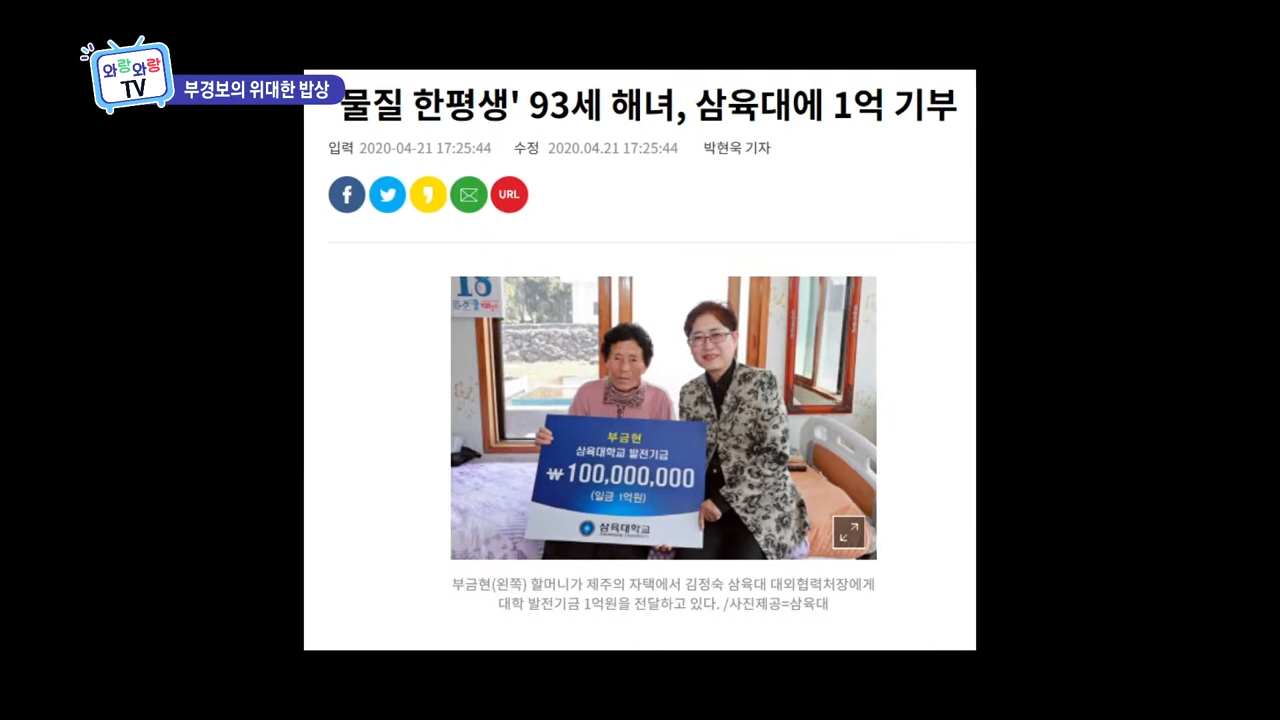 와랑와랑
TV
부경보의 위대한 밥상
'물질 한평생' 93세 해녀, 삼육대에 1억 기부
입력 2020-04-21 17:25:44 수정 2020.04.21 17:25:44 박현욱 기자
URL
18
부금현
삼육대학교 발전기금
₩100,000,000
(일금 1억원)
삼육대학교
부금현(왼쪽) 할머니가 제주의 자택에서 김정숙 삼육대 대외협력처장에게
대학 발전기금 1억원을 전달하고 있다. /사진제공=삼육대